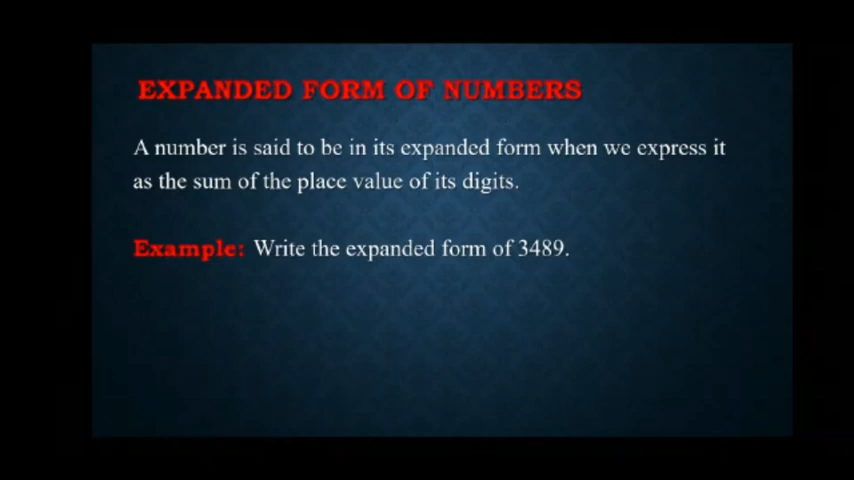 EXPANDED FORM OF NUMBERS
A number is said to be in its expanded form when we express it
as the sum of the place value of its digits.
Example: Write the expanded form of 3489.